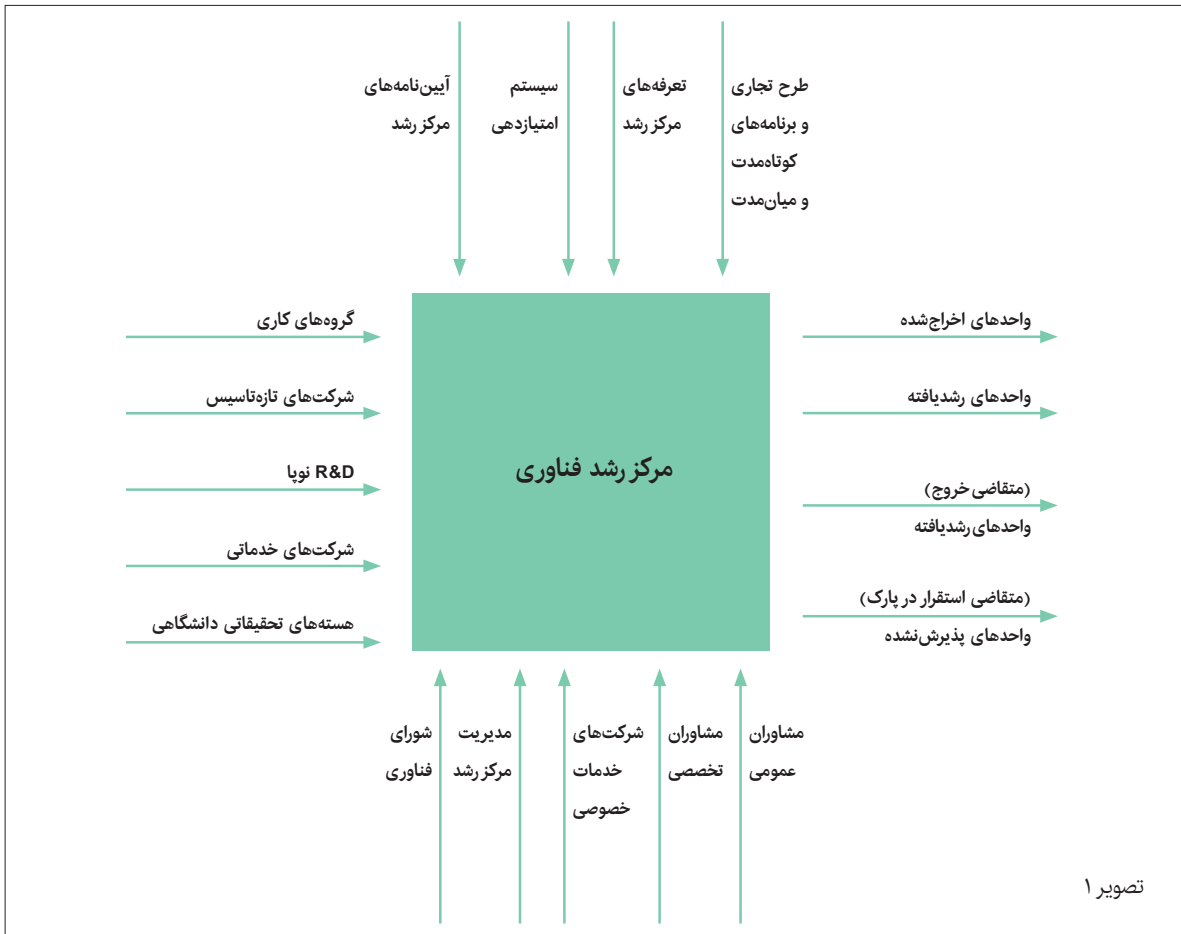 طرح تجاری
و برنامه‌های
کوتاه‌مدت
و میان‌مدت
تعرفه‌های
مرکز رشد
سیستم
امتیازدهی
آیین‌نامه‌های
مرکز رشد
واحدهای اخراج‌شده
واحدهای رشدیافته
(متقاضی خروج)
واحدهای رشدیافته
(متقاضی استقرار در پارک)
واحدهای پذیرش‌نشده
مرکز رشد فناوری
گروه‌های کاری
شرکت‌های تازه‌تاسیس
R&D نوپا
شرکت‌های خدماتی
هسته‌های تحقیقاتی دانشگاهی
مشاوران
عمومی
مشاوران
تخصصی
شرکت‌های
خدمات
خصوصی
مدیریت
مرکز رشد
شورای
فناوری
تصویر ۱